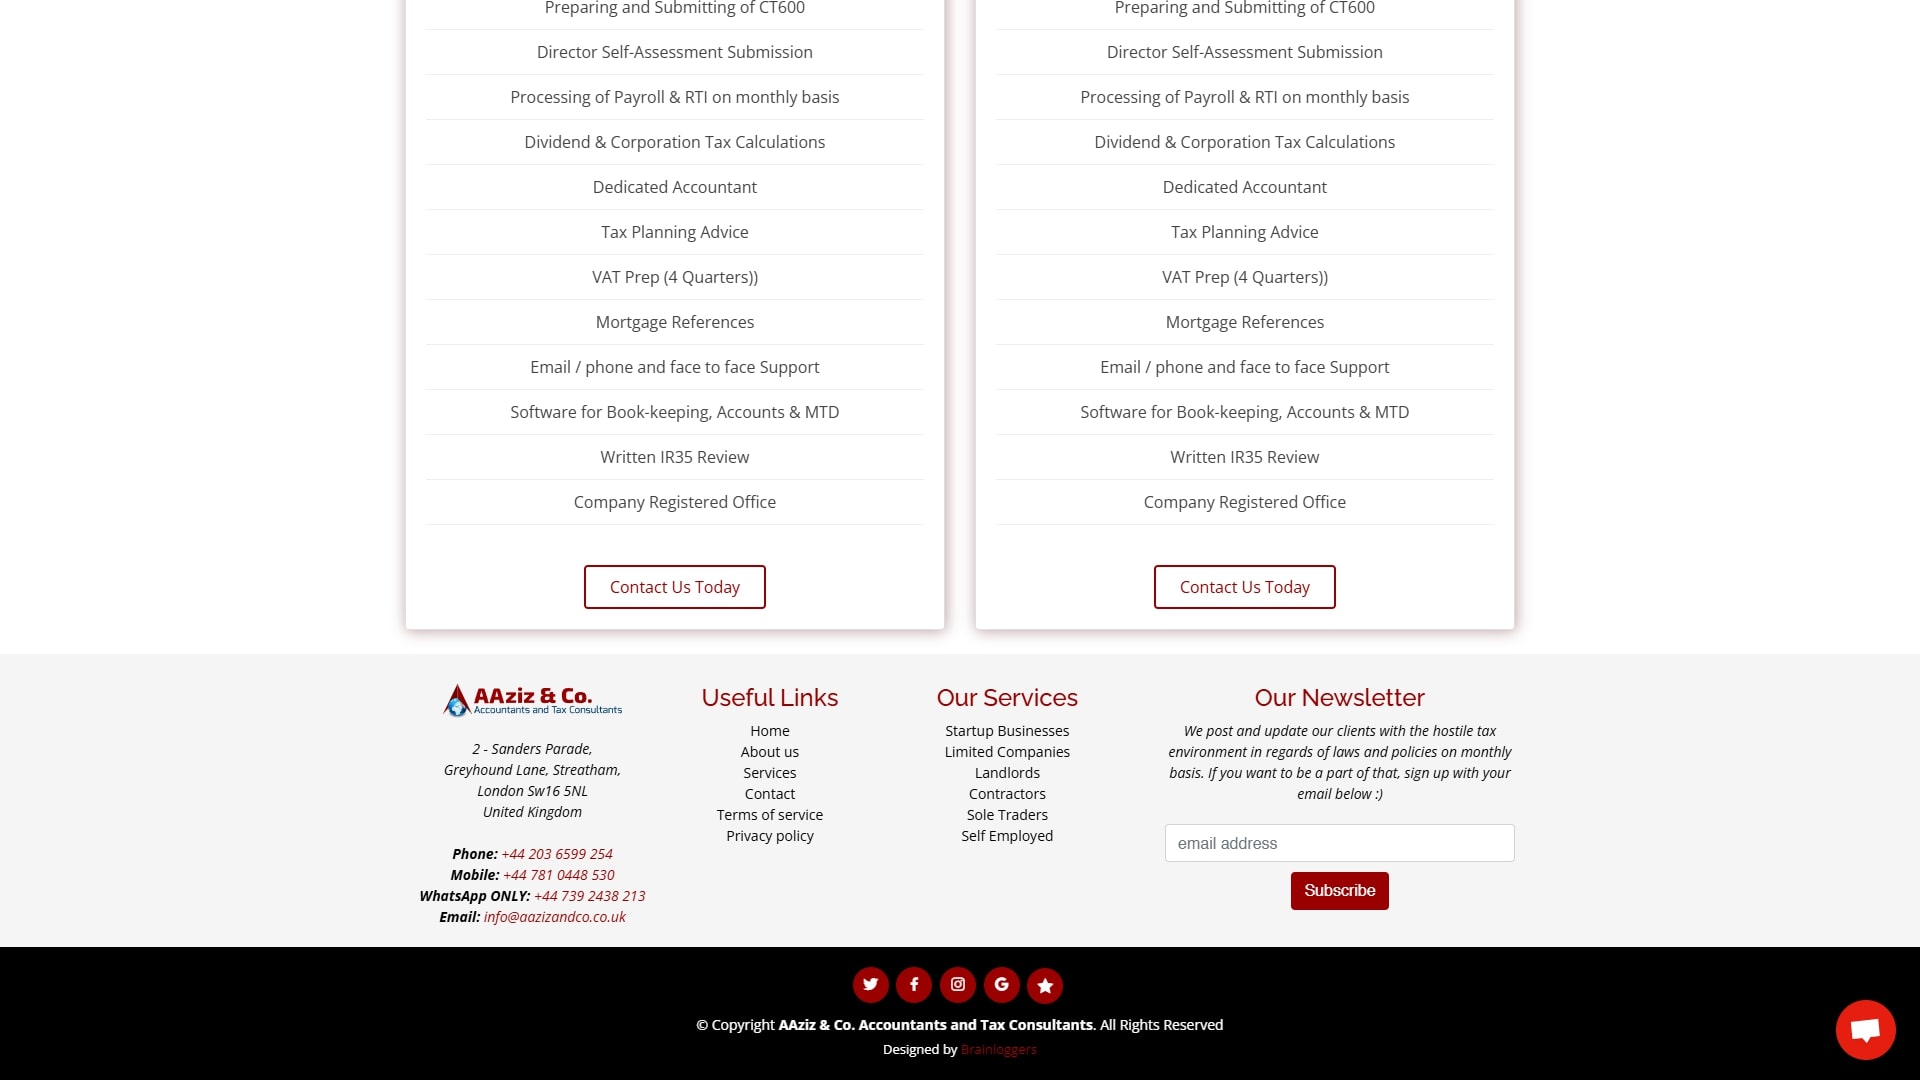 Preparing and Submitting of CT600
Director Self-Assessment Submission
Processing of Payroll & RTI on monthly basis
Dividend & Corporation Tax Calculations
Dedicated Accountant
Tax Planning Advice
VAT Prep (4 Quarters))
Mortgage References
Email / phone and face to face Support
Software for Book-keeping, Accounts & MTD
Written IR35 Review
Company Registered Office
Contact Us Today
Preparing and Submitting of CT600
Director Self-Assessment Submission
Processing of Payroll & RTI on monthly basis
Dividend & Corporation Tax Calculations
Dedicated Accountant
Tax Planning Advice
VAT Prep (4 Quarters))
Mortgage References
Email / phone and face to face Support
Software for Book-keeping, Accounts & MTD
Written IR35 Review
Company Registered Office
Contact Us Today
AAziz & Co.
Accountants and Tax Consultants
2 - Sanders Parade,
Greyhound Lane, Streatham,
London Sw16 5NL
United Kingdom
Phone: +44 203 6599 254
Mobile: +44 781 0448 530
WhatsApp ONLY: +44 739 2438 213
Email: info@aazizandco.co.uk
Useful Links
Home
About us
Services
Contact
Terms of service
Privacy policy
Our Services
Startup Businesses
Limited Companies
Landlords
Contractors
Sole Traders
Self Employed
Our Newsletter
We post and update our clients with the hostile tax
environment in regards of laws and policies on monthly
basis. If you want to be a part of that, sign up with your
email below :)
email address
Subscribe
© Copyright AAziz & Co. Accountants and Tax Consultants. All Rights Reserved
Designed by Brainloggers